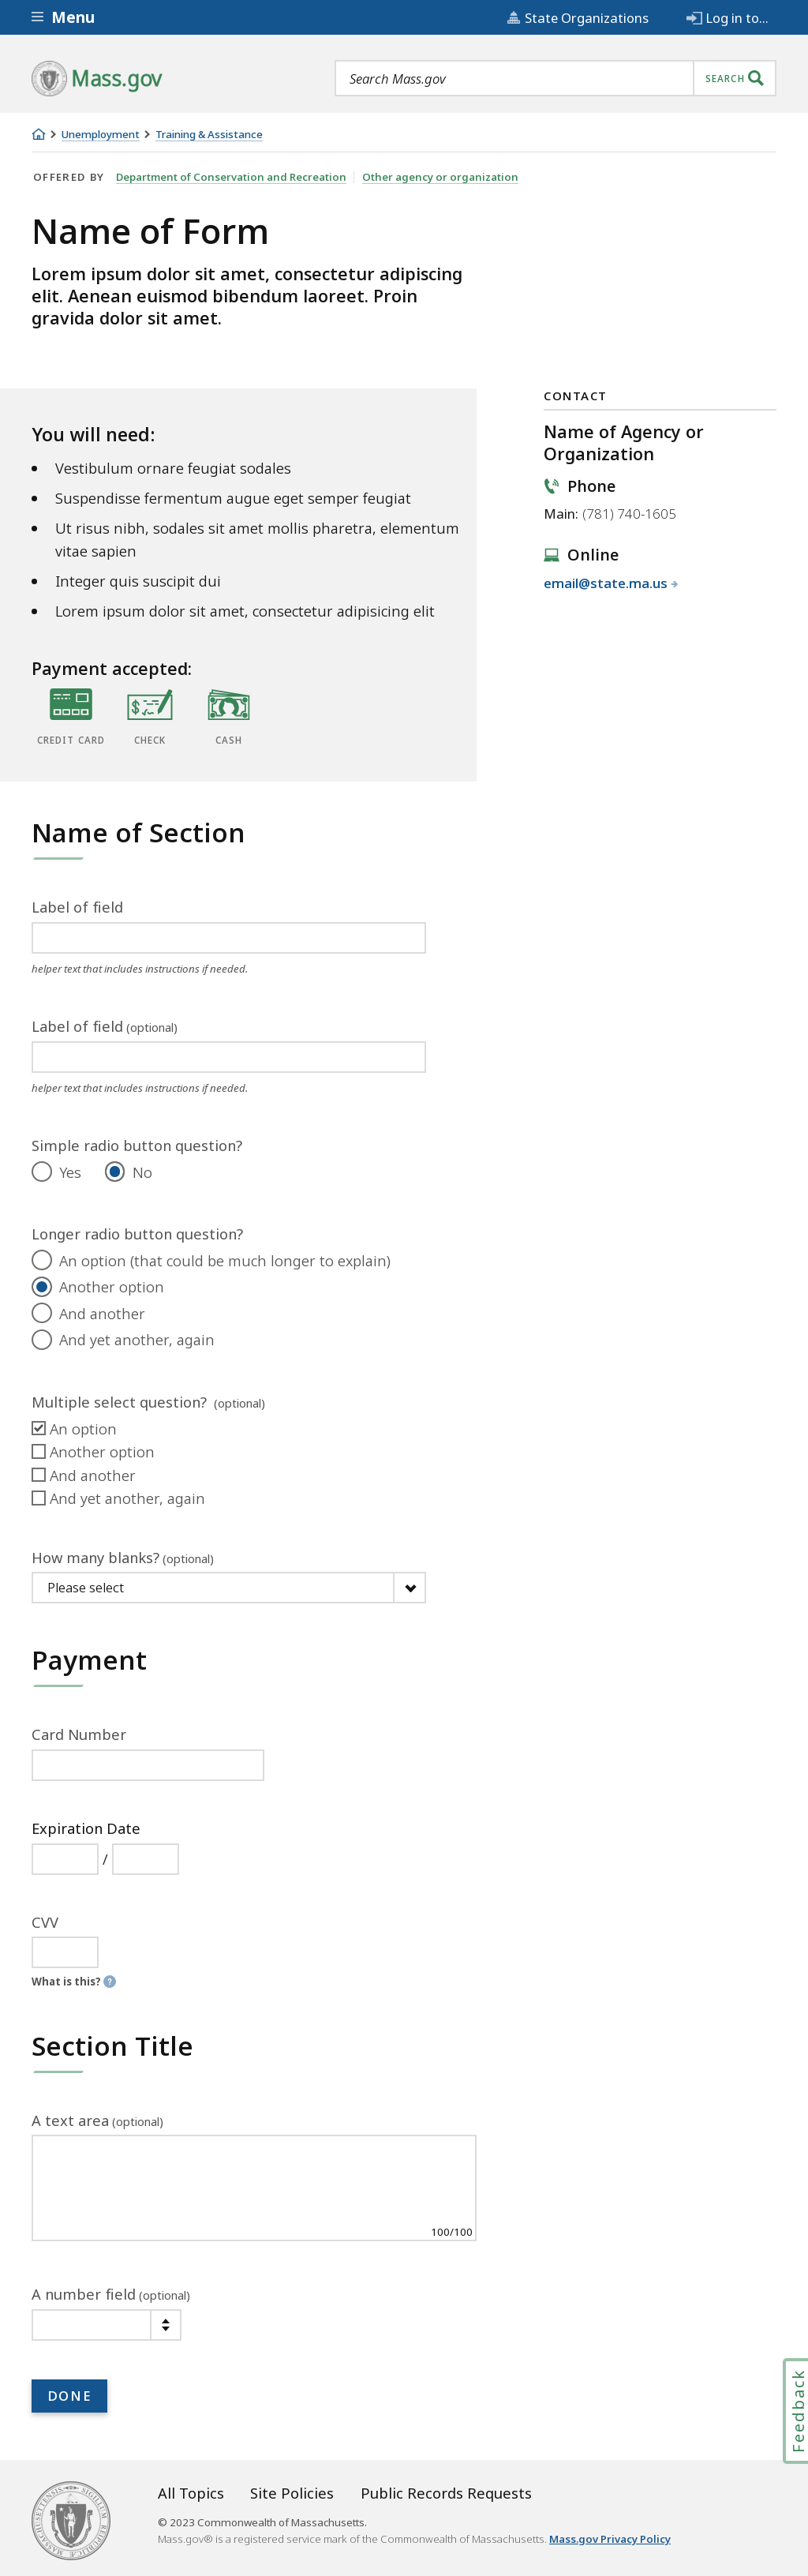 Menu
State Organizations
Log in to...
Mass.gov
Search Mass.gov
SEARCH
Unemployment
Training & Assistance
OFFERED BY Department of Conservation and Recreation Other agency or organization
Name of Form
Lorem ipsum dolor sit amet, consectetur adipiscing
elit. Aenean euismod bibendum laoreet. Proin
gravida dolor sit amet.
You will need:
Vestibulum ornare feugiat sodales
Suspendisse fermentum augue eget semper feugiat
Ut risus nibh, sodales sit amet mollis pharetra, elementum
vitae sapien
Integer quis suscipit dui
Lorem ipsum dolor sit amet, consectetur adipisicing elit
Payment accepted:
CREDIT CARD
CHECK
CASH
CONTACT
Name of Agency or
Organization
Phone
Main: (781) 740-1605
Online
email@state.ma.us
Name of Section
Label of field
helper text that includes instructions if needed.
Label of field (optional)
helper text that includes instructions if needed.
Simple radio button question?
Yes
No
Longer radio button question?
An option (that could be much longer to explain)
Another option
And another
And yet another, again
Multiple select question? (optional)
An option
Another option
And another
And yet another, again
How many blanks? (optional)
Please select
Payment
Card Number
Expiration Date
/
CVV
What is this? ?
Section Title
A text area (optional)
100/100
A number field (optional)
DONE
Feedback
All Topics
Site Policies
Public Records Requests
© 2023 Commonwealth of Massachusetts.
Mass.gov® is a registered service mark of the Commonwealth of Massachusetts. Mass.gov Privacy Policy